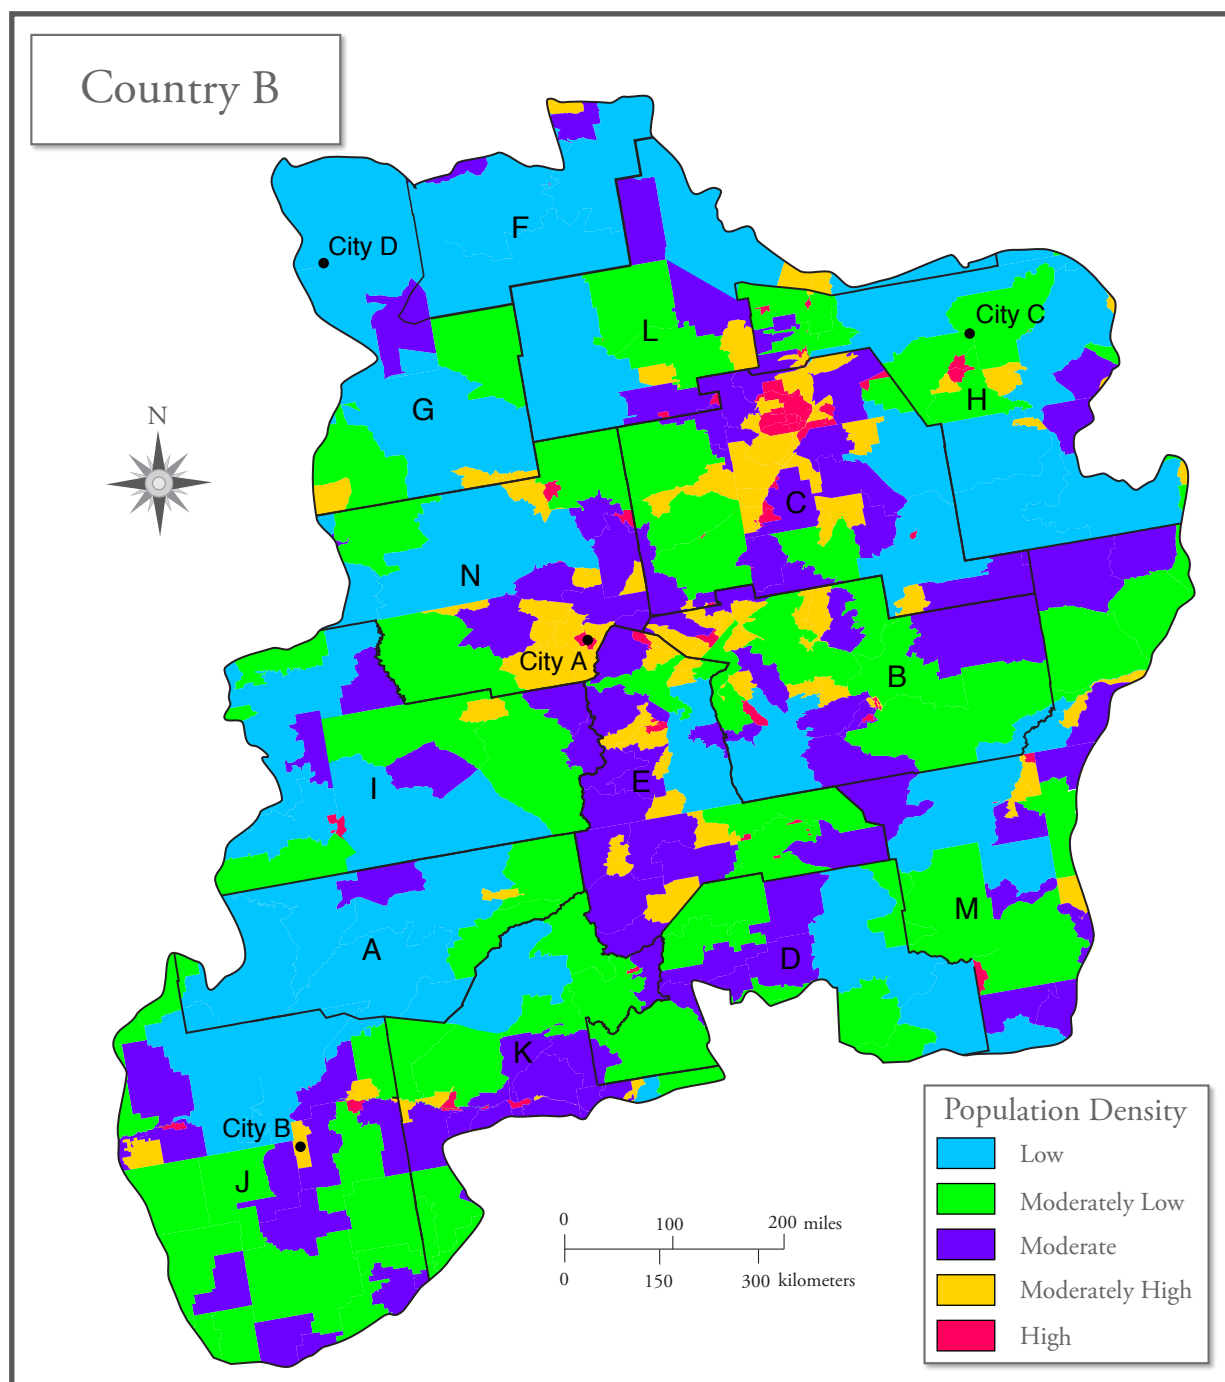 Country B
N
F
City D
L
City C
G
H
C
N
City A
B
I
E
M
A
D
K
City B
J
0 100 200 miles
0 150 300 kilometers
Population Density
Low
Moderately Low
Moderate
Moderately High
High